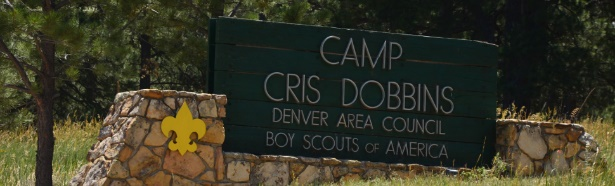 CAMP
CRIS DOBBINS
DENVER AREA COUNCIL
BOY SCOUTS OF AMERICA